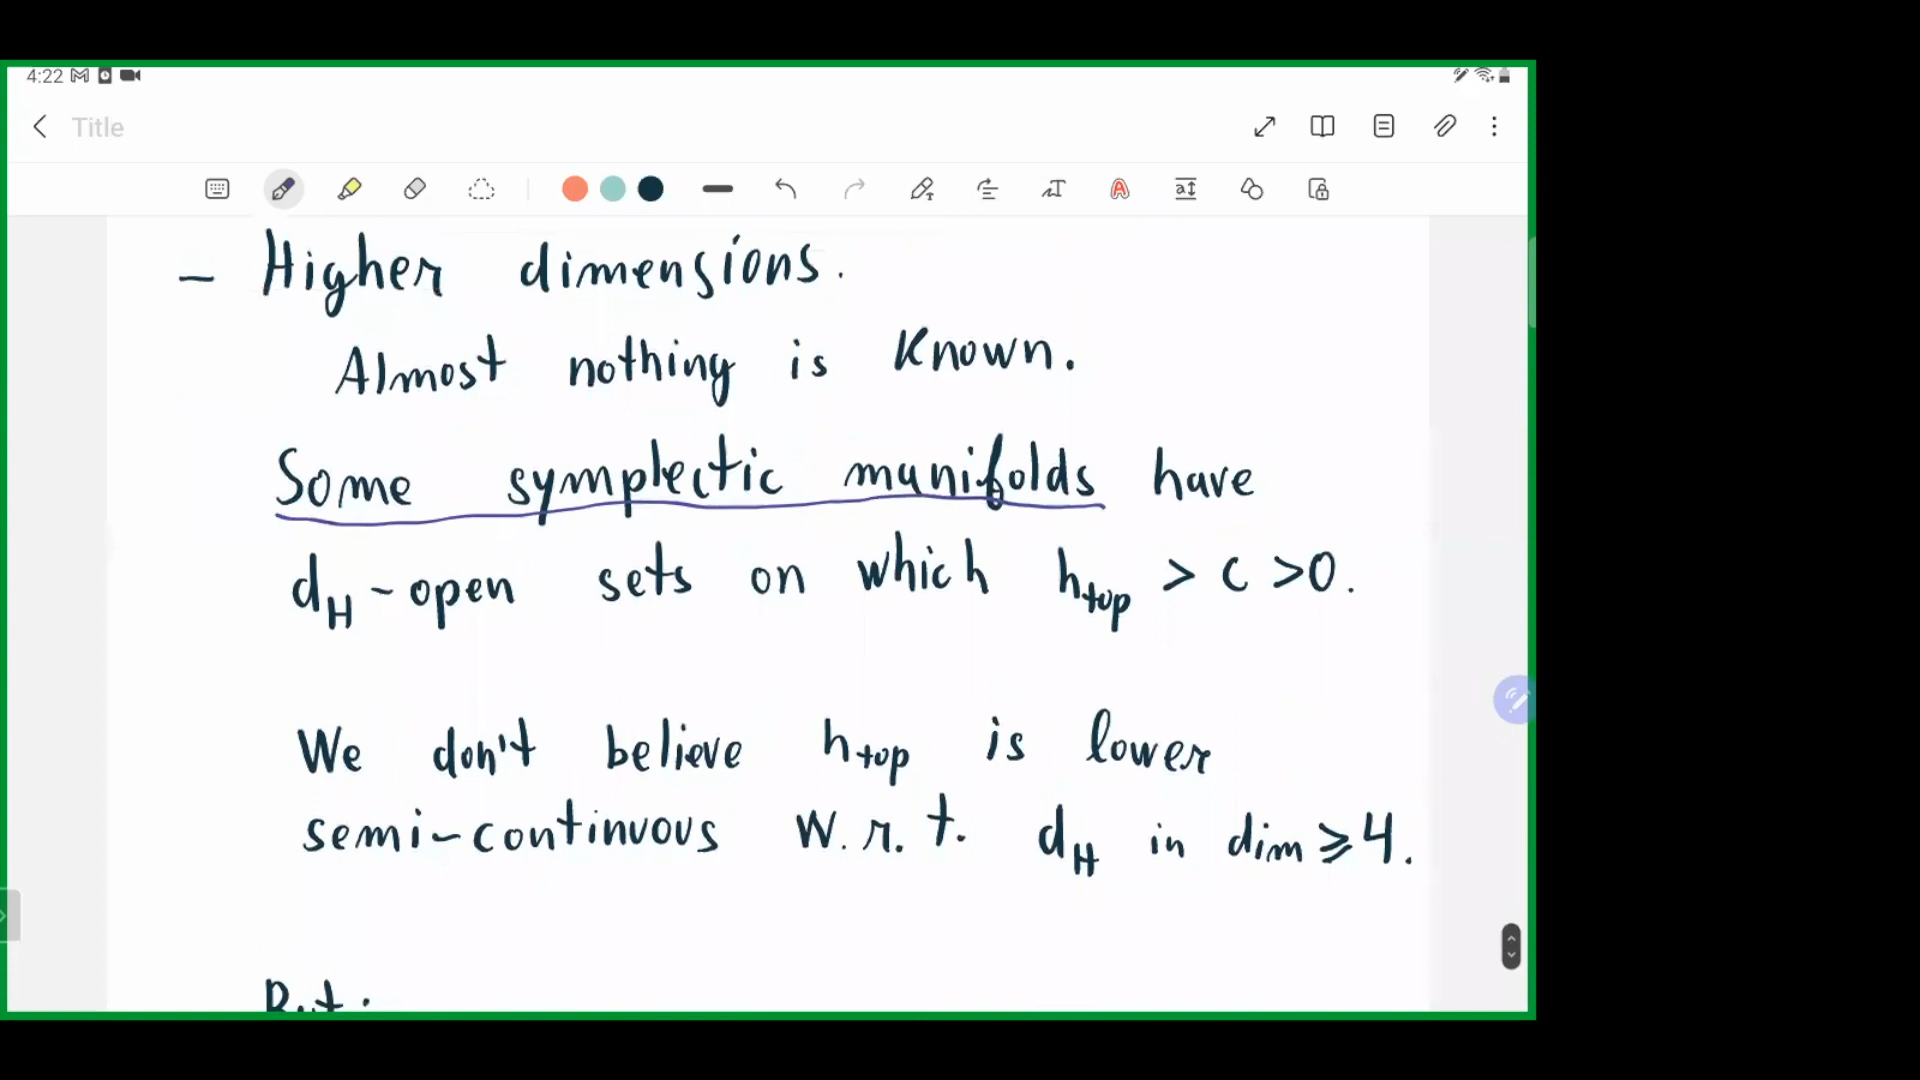 4:22
Title
- Higher dimensions.
Almost nothing is known.
Some symplectic manifolds have
d_H-open sets on which h_top > c > 0.
We don't believe h_top is lower
semi-continuous w.r.t. d_H in dim ≥ 4.
But: